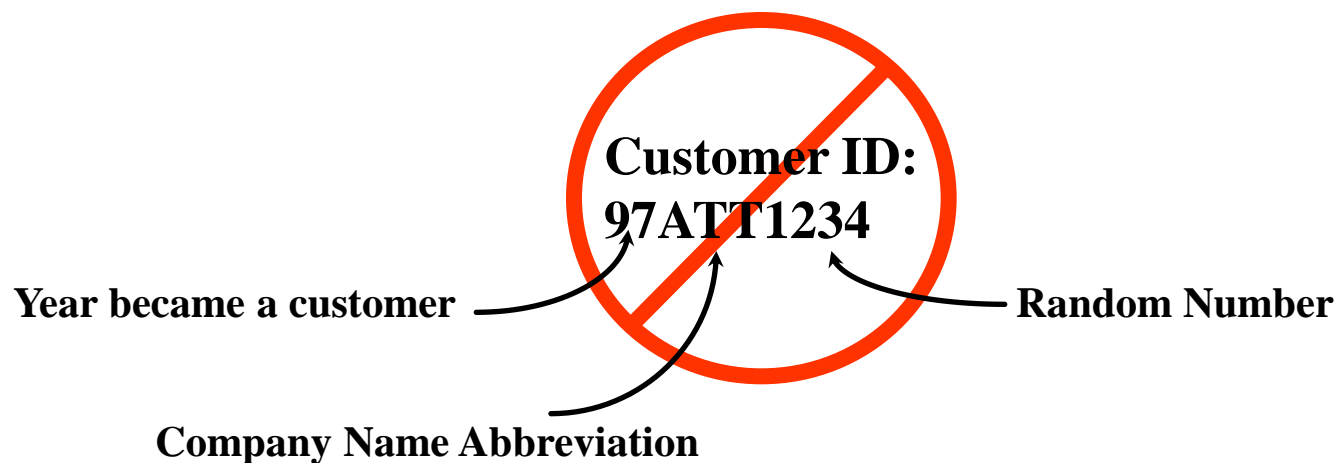 Customer ID:
97ATT1234
Year became a customer
Random Number
Company Name Abbreviation